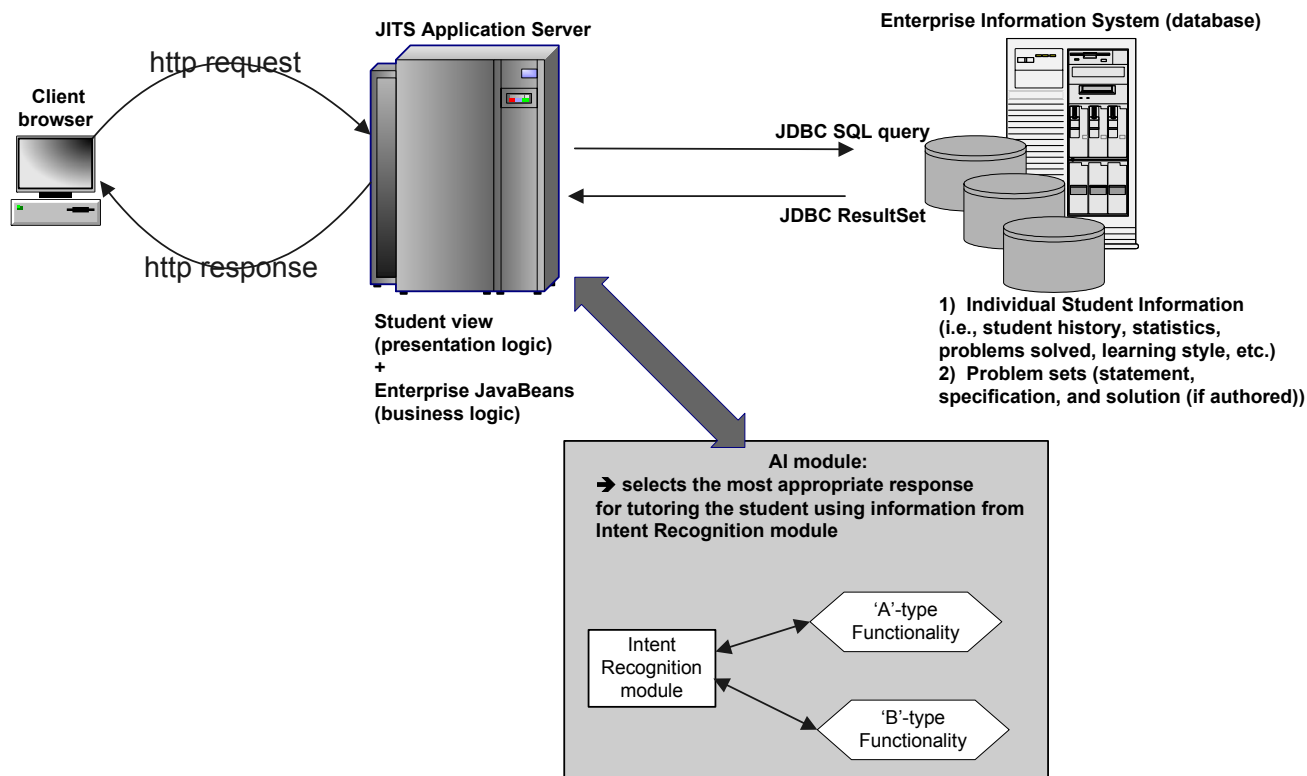 JITS Application Server
Enterprise Information System (database)
http request
Client
browser
JDBC SQL query
JDBC ResultSet
http response
1) Individual Student Information
(i.e., student history, statistics,
problems solved, learning style, etc.)
2) Problem sets (statement,
specification, and solution (if authored))
Student view
(presentation logic)
+
Enterprise JavaBeans
(business logic)
AI module:
➔ selects the most appropriate response
for tutoring the student using information from
Intent Recognition module
‘A’-type
Functionality
Intent
Recognition
module
‘B’-type
Functionality